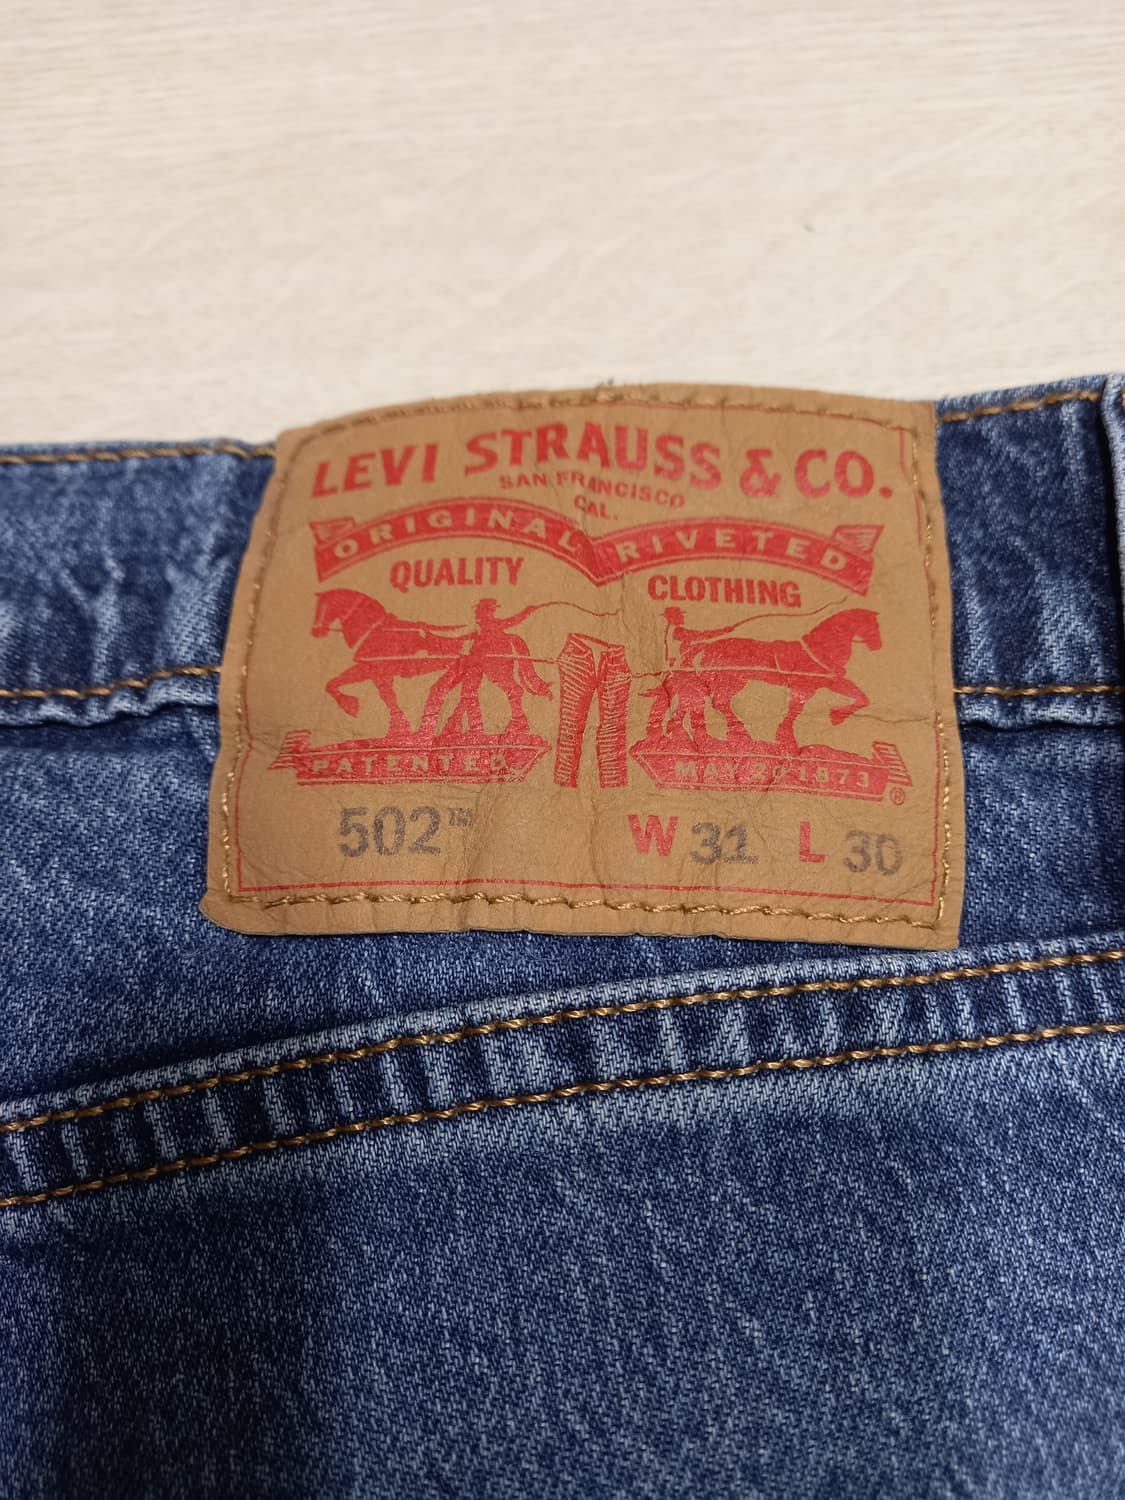 LEVI STRAUSS & CO.
SAN FRANCISCO
CAL.
ORIGINAL RIVETED
QUALITY CLOTHING
PATENTED MAY 20 1873 ®
502™ W 31 L 30